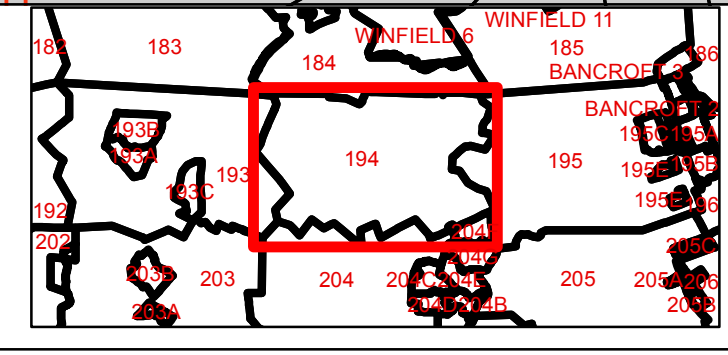 WINFIELD 11
WINFIELD 6
182
183
185
186
184
BANCROFT 3
BANCROFT 2
193B
195C
195A
193A
194
195
195B
195E
193
193C
195E
196
192
204F
202
205C
204G
203B
203
204
204C
204E
205
205A
206
204D
204B
205B
203A